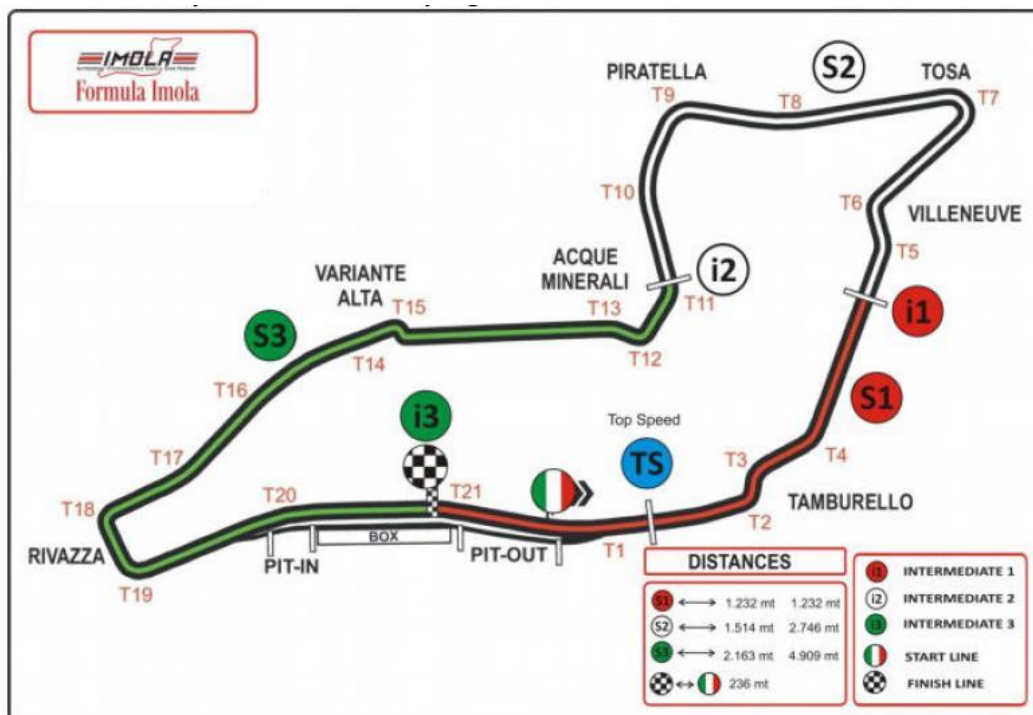 IMOLA
Formula Imola
PIRATELLA
S2
TOSA
T9
T8
T7
T10
T6
VILLENEUVE
T5
ACQUE
MINERALI
i2
T11
VARIANTE
ALTA
T15
T13
i1
S3
T14
T12
T16
i3
S1
Top Speed
TS
T17
T3
T4
T18
T20
T21
TAMBURELLO
T2
RIVAZZA
BOX
PIT-IN
PIT-OUT
T1
T19
DISTANCES
S1 1.232 mt 1.232 mt
S2 1.514 mt 2.746 mt
S3 2.163 mt 4.909 mt
236 mt
i1 INTERMEDIATE 1
i2 INTERMEDIATE 2
i3 INTERMEDIATE 3
START LINE
FINISH LINE